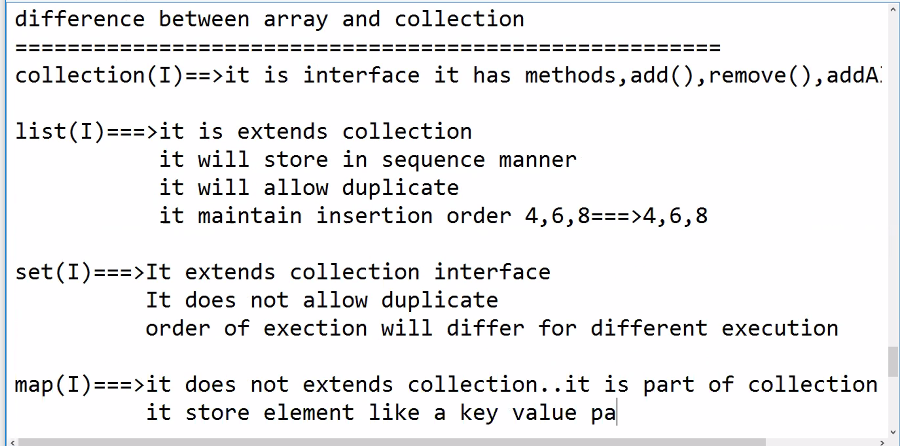 difference between array and collection
======================================================
collection(I)==>it is interface it has methods,add(),remove(),addA
list(I)===>it is extends collection
it will store in sequence manner
it will allow duplicate
it maintain insertion order 4,6,8===>4,6,8
set(I)===>It extends collection interface
It does not allow duplicate
order of exection will differ for different execution
map(I)===>it does not extends collection..it is part of collection
it store element like a key value pa